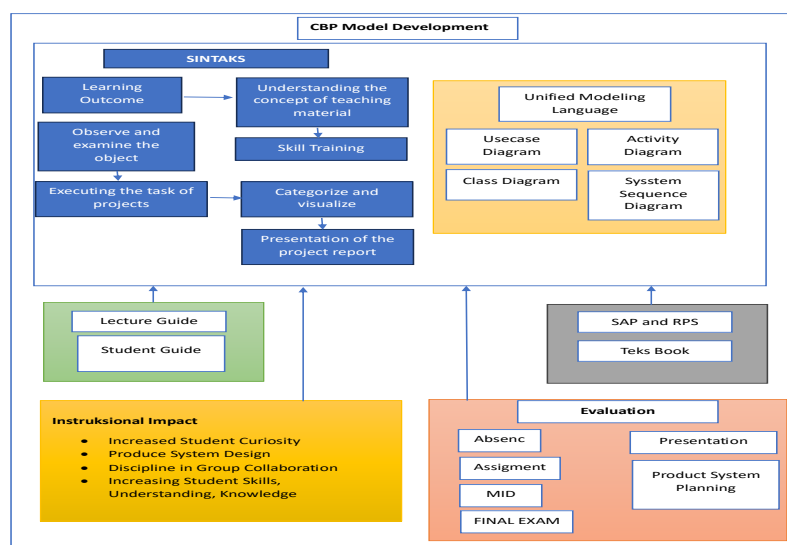 CBP Model Development
SINTAKS
Learning
Outcome
Understanding the
concept of teaching
material
Observe and
examine the
object
Skill Training
Executing the task of
projects
Categorize and
visualize
Presentation of the
project report
Unified Modeling
Language
Usecase
Diagram
Activity
Diagram
Class Diagram
Sysstem
Sequence
Diagram
Lecture Guide
Student Guide
SAP and RPS
Teks Book
Instruksional Impact
• Increased Student Curiosity
• Produce System Design
• Discipline in Group Collaboration
• Increasing Student Skills,
Understanding, Knowledge
Evaluation
Absenc
Assigment
MID
FINAL EXAM
Presentation
Product System
Planning